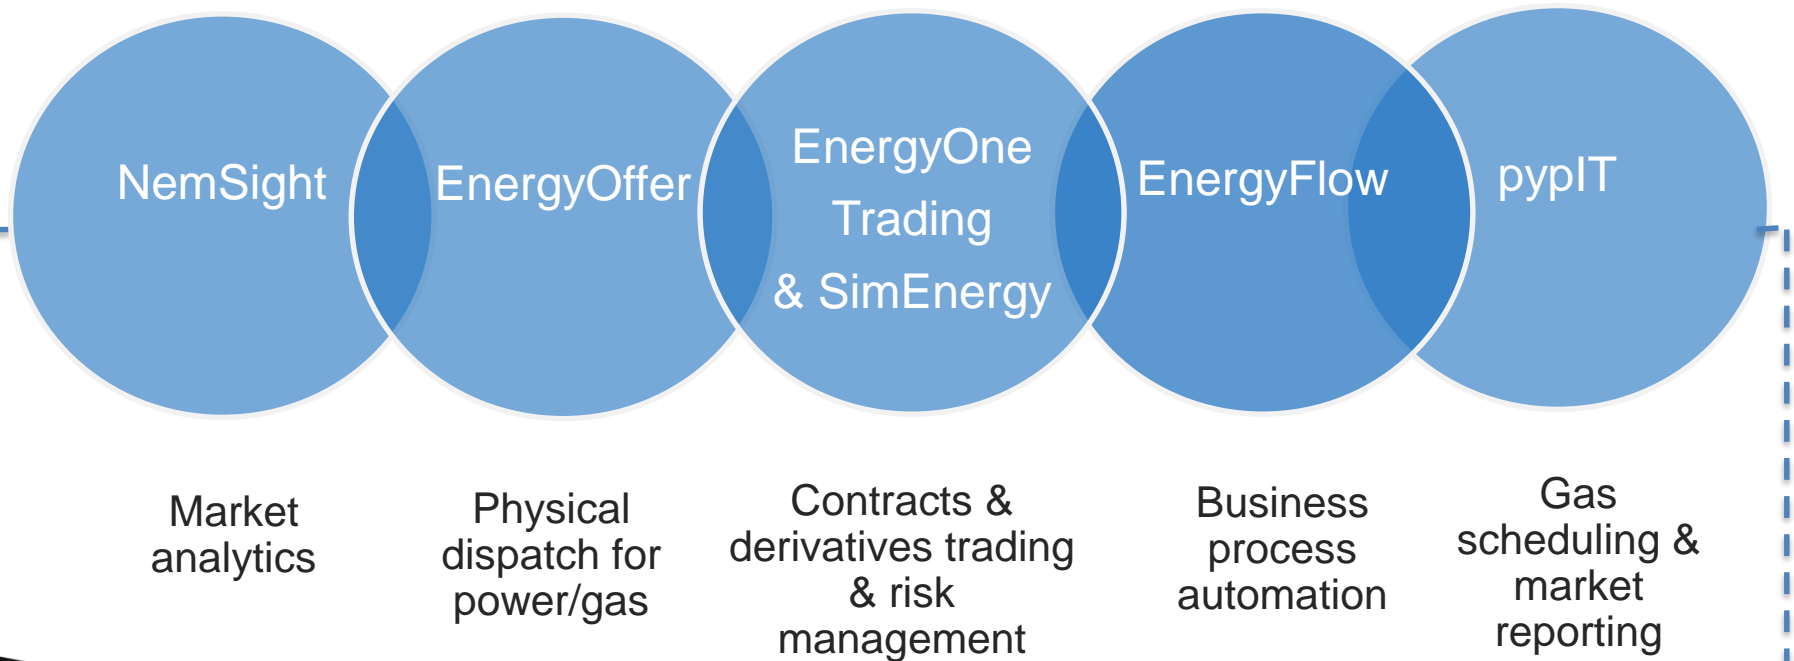 NemSight
EnergyOffer
EnergyOne
Trading
& SimEnergy
EnergyFlow
pypIT
Market
analytics
Physical
dispatch for
power/gas
Contracts &
derivatives trading
& risk
management
Business
process
automation
Gas
scheduling &
market
reporting